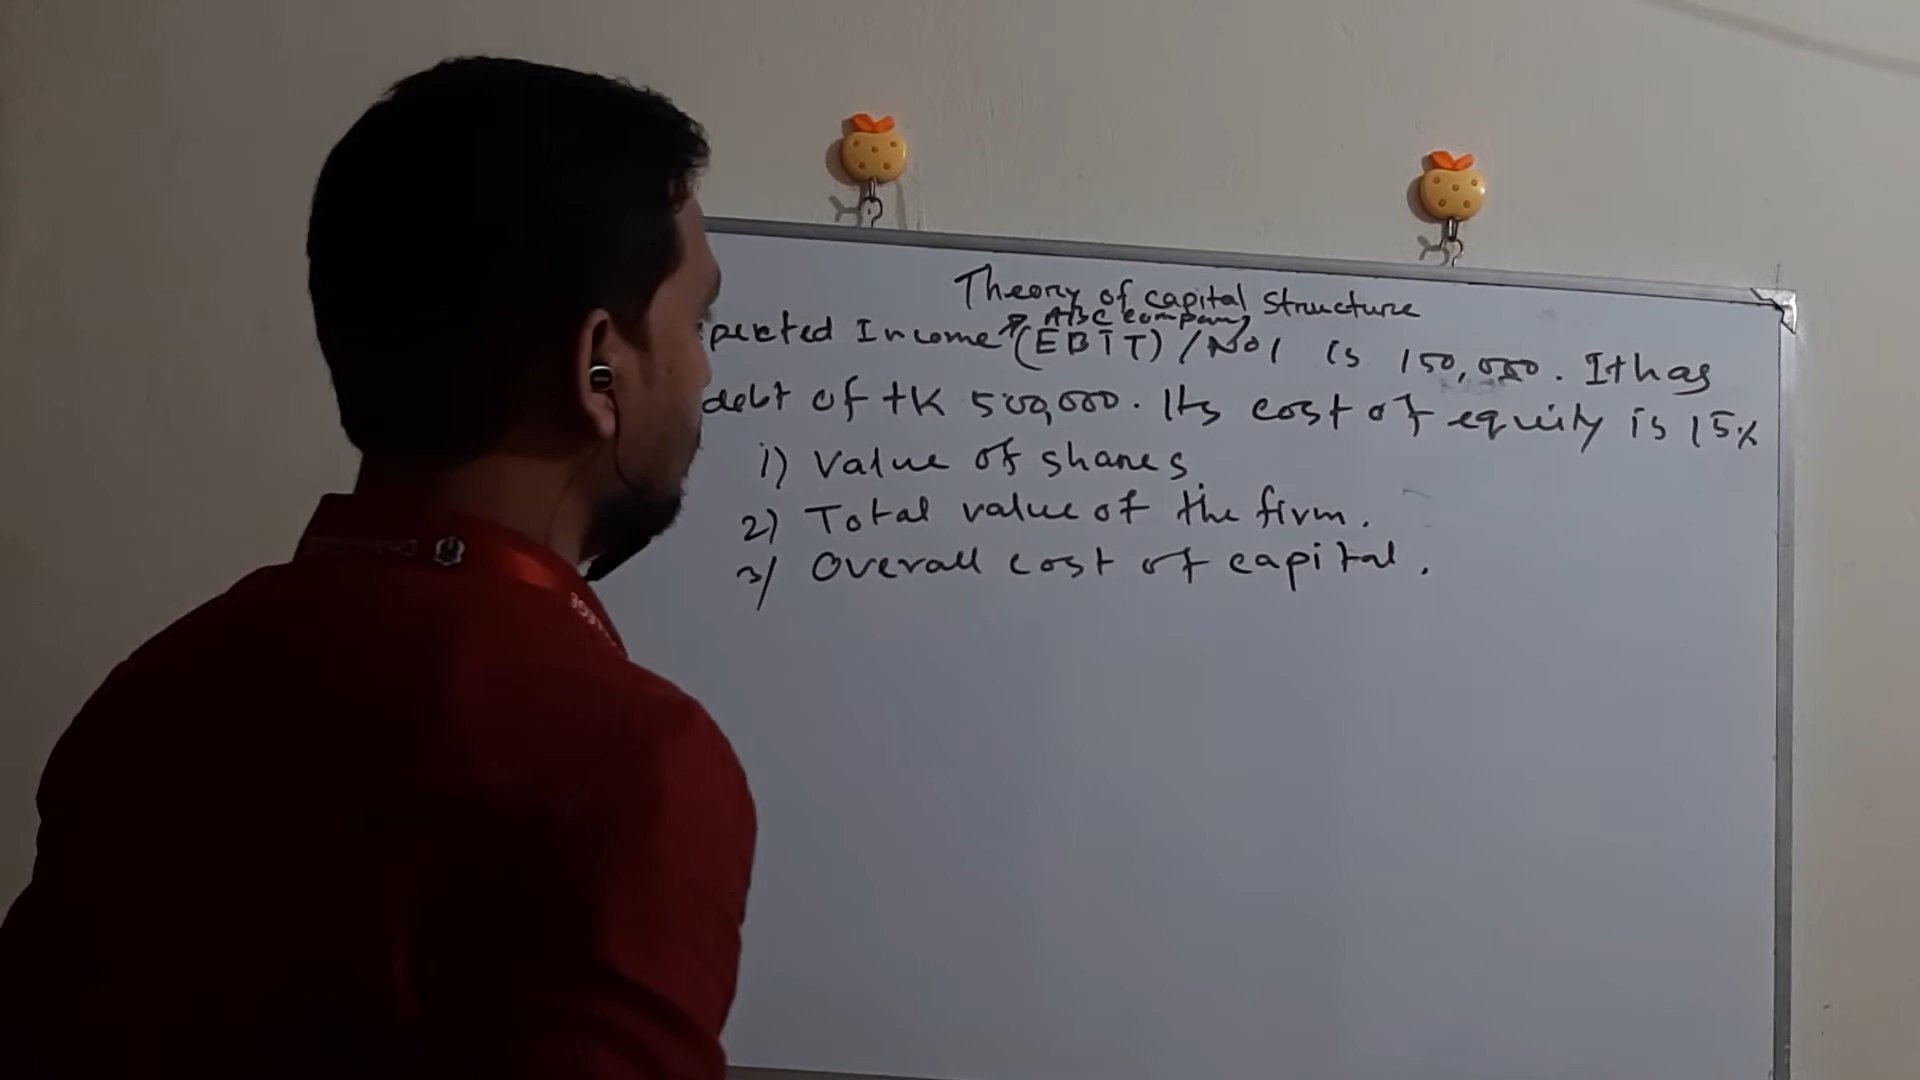 Theory of capital structure
ABC company
pected Income (EBIT) / NOI is 150,000. It has
debt of tK 500,000. Its cost of equity is 15%
1) Value of shares
2) Total value of the firm.
3) Overall cost of capital.